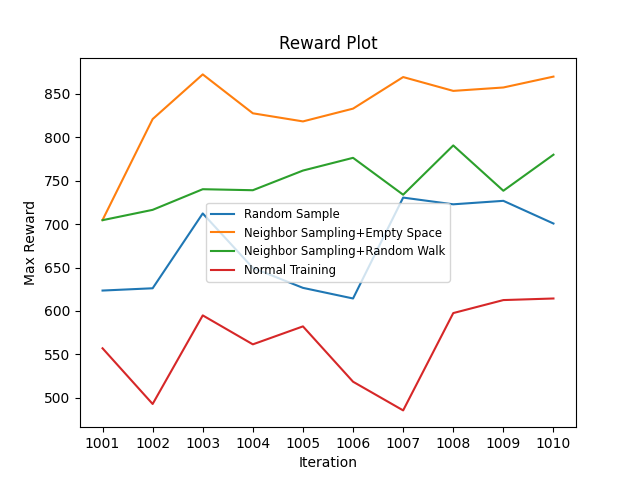 Reward Plot
Max Reward
850
800
750
700
650
600
550
500
Random Sample
Neighbor Sampling+Empty Space
Neighbor Sampling+Random Walk
Normal Training
1001 1002 1003 1004 1005 1006 1007 1008 1009 1010
Iteration